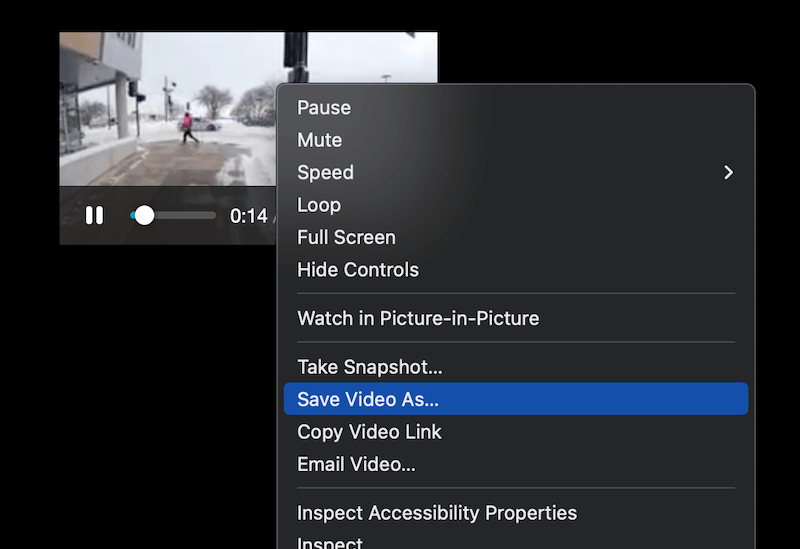 Pause
Mute
Speed
Loop
Full Screen
Hide Controls
Watch in Picture-in-Picture
Take Snapshot...
Save Video As...
Copy Video Link
Email Video...
Inspect Accessibility Properties
Inspect
0:14 /